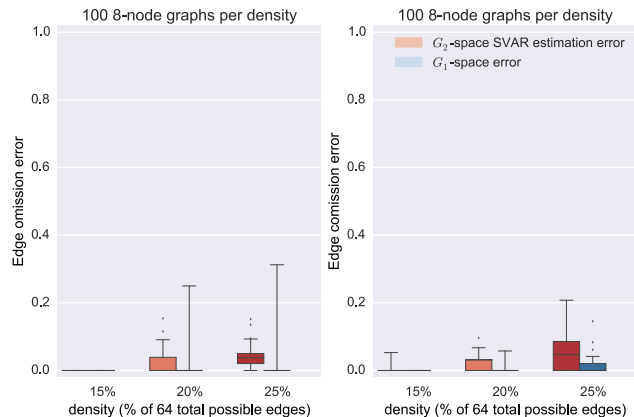 100 8-node graphs per density
100 8-node graphs per density
Edge omission error
1.0
0.8
0.6
0.4
0.2
0.0
15%
20%
25%
density (% of 64 total possible edges)
Edge comission error
1.0
0.8
0.6
0.4
0.2
0.0
G₂-space SVAR estimation error
G₁-space error
15%
20%
25%
density (% of 64 total possible edges)